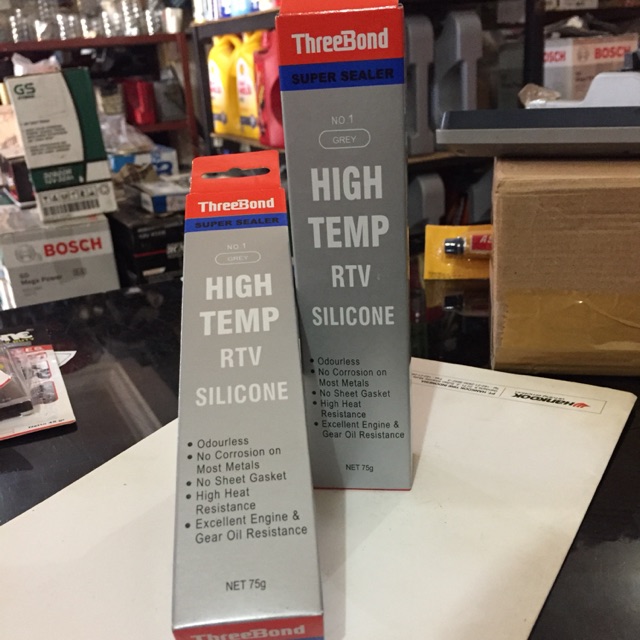 ThreeBond
SUPER SEALER
NO.1
GREY
HIGH
TEMP
RTV
SILICONE
• Odourless
• No Corrosion on
Most Metals
• No Sheet Gasket
• High Heat
Resistance
• Excellent Engine &
Gear Oil Resistance
NET 75g
ThreeBond
ThreeBond
SUPER SEALER
NO.1
GREY
HIGH
TEMP
RTV
SILICONE
• Odourless
• No Corrosion on
Most Metals
• No Sheet Gasket
• High Heat
Resistance
• Excellent Engine &
Gear Oil Resistance
NET 75g
GS
BOSCH
Mega Power
BOSCH
HANKOOK